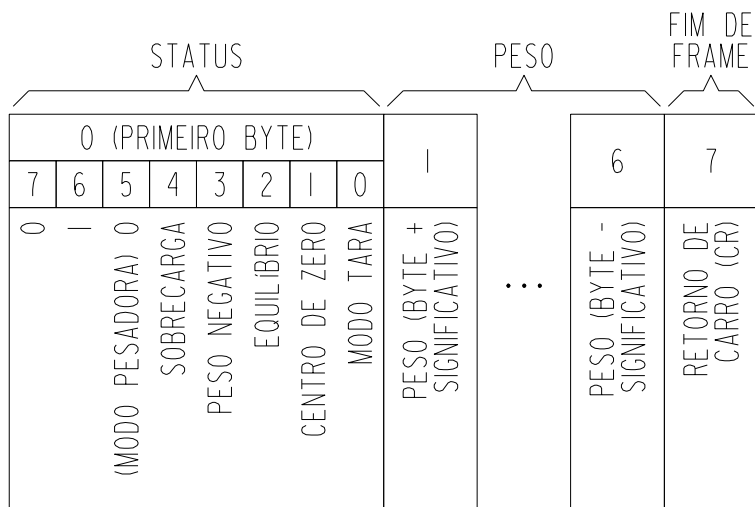 STATUS
PESO
FIM DE
FRAME
0 (PRIMEIRO BYTE)
7 6 5 4 3 2 1 0
1
6
7
0
1
(MODO PESADORA) 0
SOBRECARGA
PESO NEGATIVO
EQUILÍBRIO
CENTRO DE ZERO
MODO TARA
PESO (BYTE +
SIGNIFICATIVO)
...
PESO (BYTE -
SIGNIFICATIVO)
RETORNO DE
CARRO (CR)